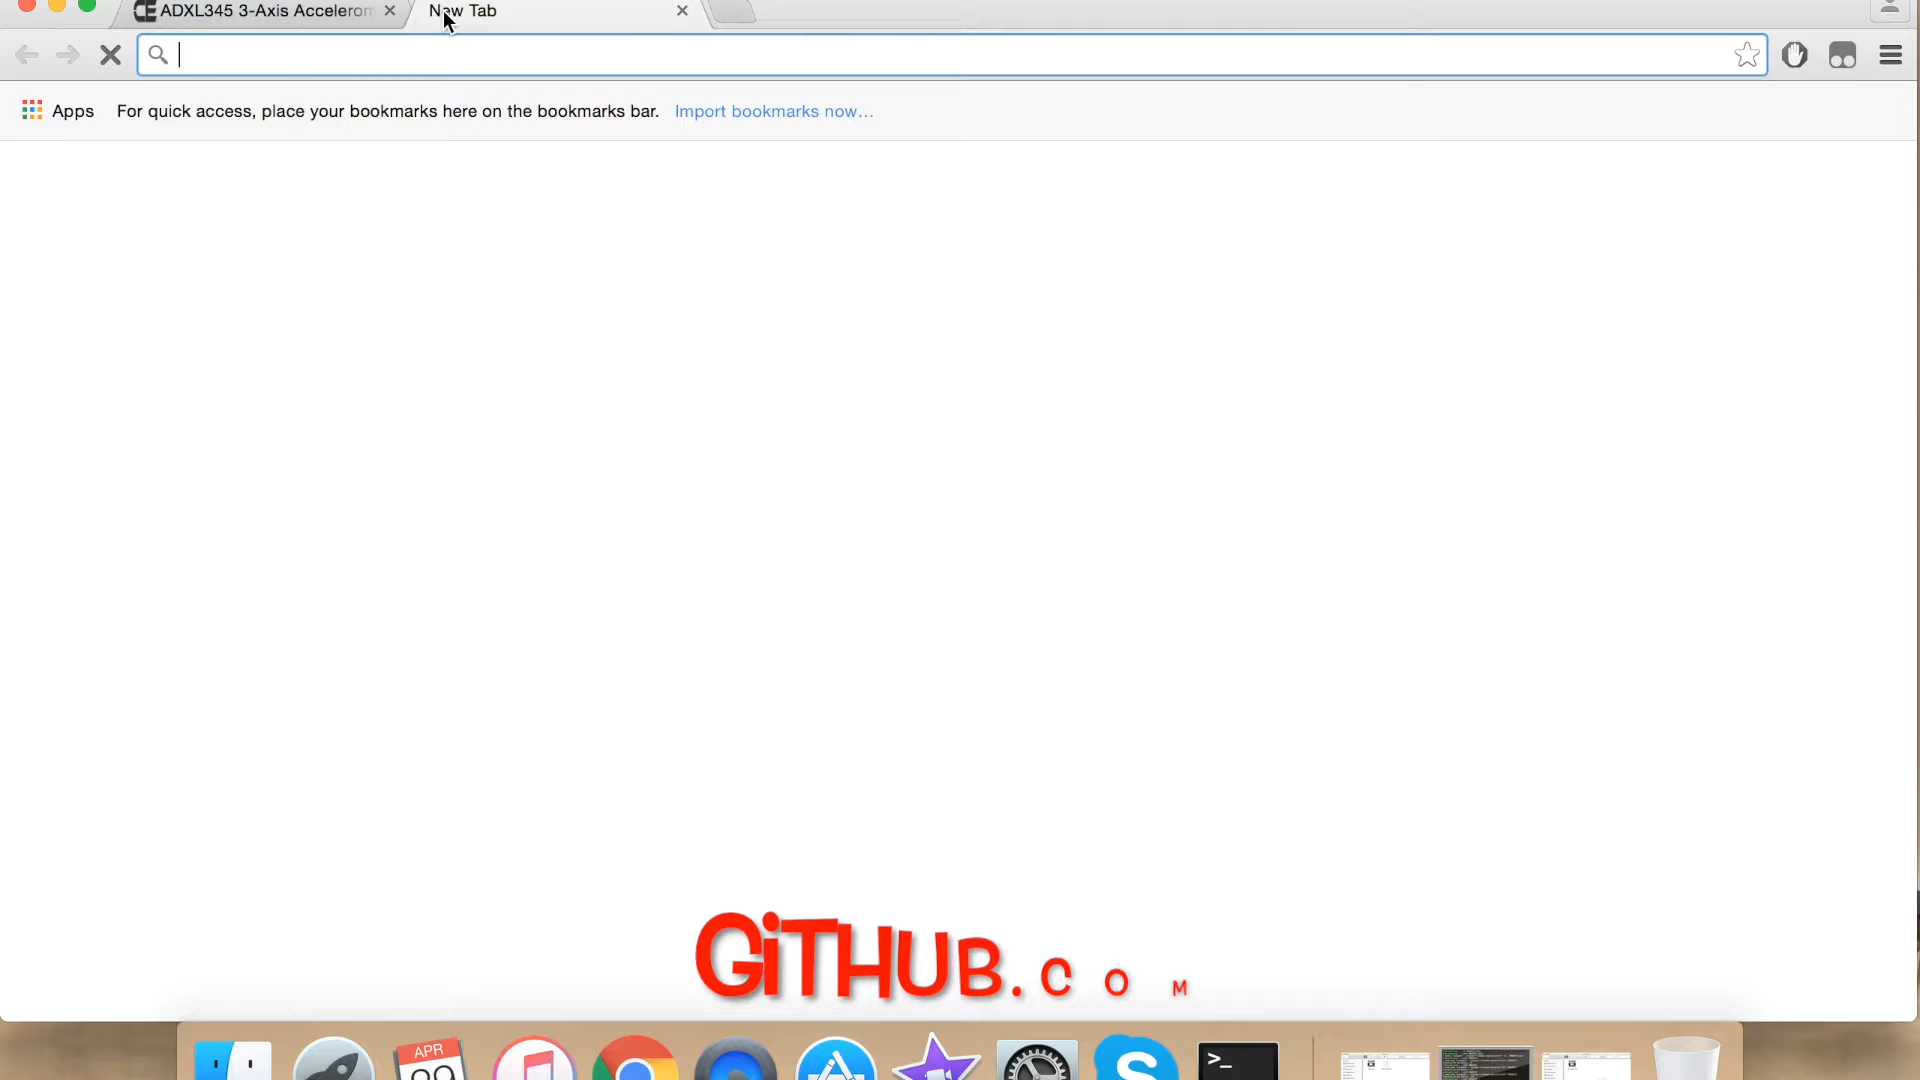 ADXL345 3-Axis Accelerom
New Tab
Apps
For quick access, place your bookmarks here on the bookmarks bar.
Import bookmarks now...
GiTHUB.COM
APR
>_